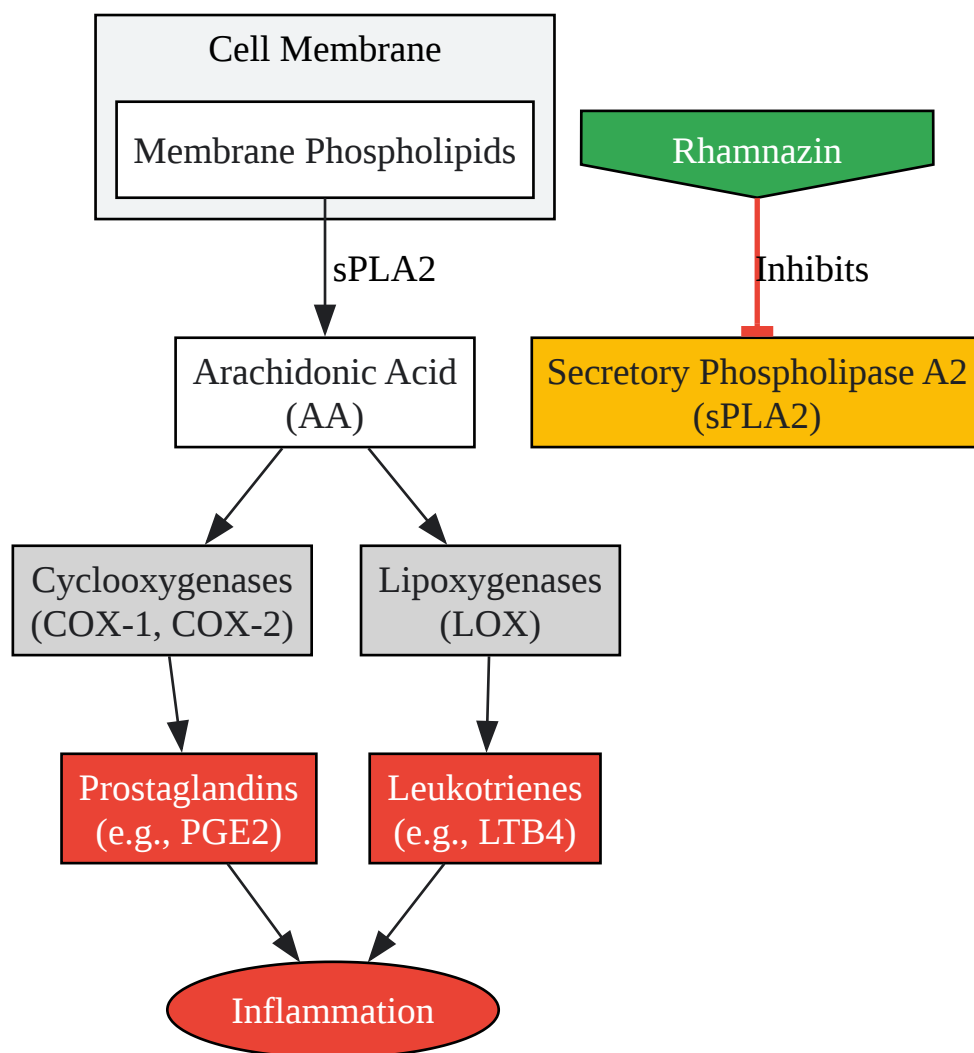 Cell Membrane
Membrane Phospholipids
Rhamnazin
sPLA2
Inhibits
Arachidonic Acid
(AA)
Secretory Phospholipase A2
(sPLA2)
Cyclooxygenases
(COX-1, COX-2)
Lipoxygenases
(LOX)
Prostaglandins
(e.g., PGE2)
Leukotrienes
(e.g., LTB4)
Inflammation